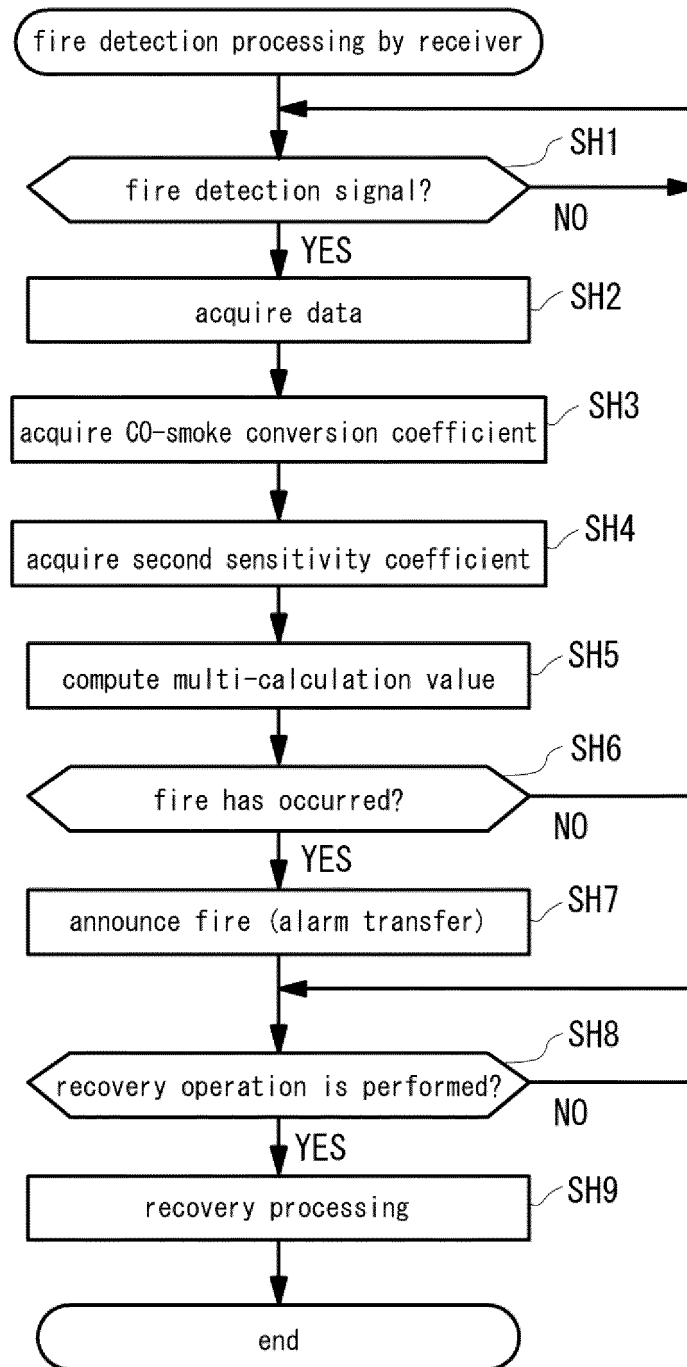 fire detection processing by receiver
SH1
fire detection signal?
NO
YES
SH2
acquire data
SH3
acquire CO-smoke conversion coefficient
SH4
acquire second sensitivity coefficient
SH5
compute multi-calculation value
SH6
fire has occurred?
NO
YES
SH7
announce fire (alarm transfer)
SH8
recovery operation is performed?
NO
YES
SH9
recovery processing
end